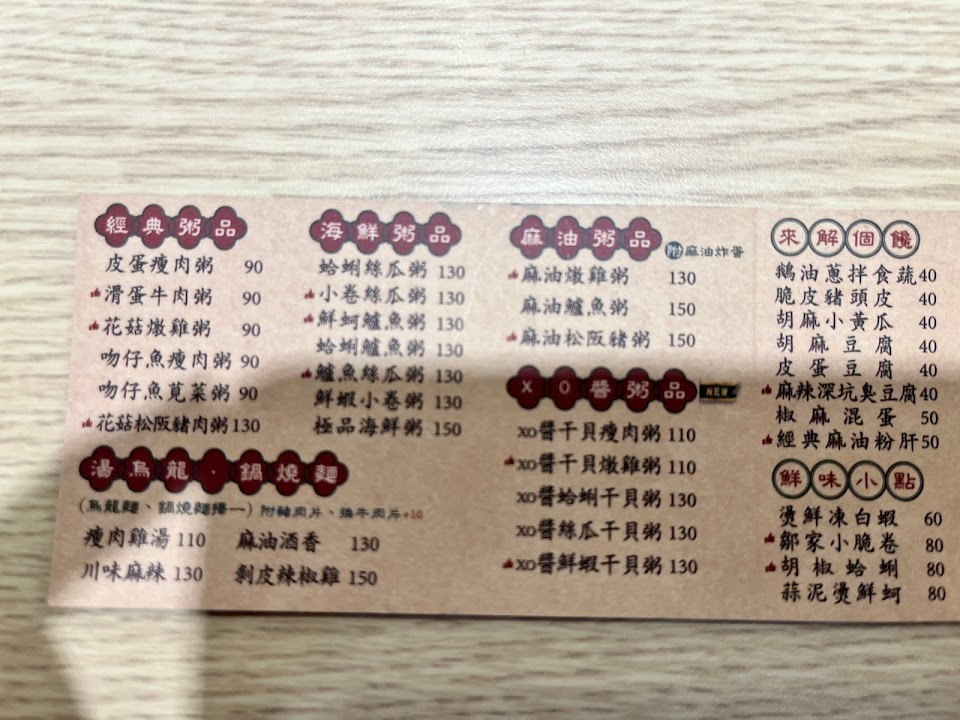 經典粥品
皮蛋瘦肉粥 90
滑蛋牛肉粥 90
花菇燉雞粥 90
吻仔魚瘦肉粥 90
吻仔魚莧菜粥 90
花菇松阪豬肉粥 130
海鮮粥品
蛤蜊絲瓜粥 130
小卷絲瓜粥 130
鮮蚵鱸魚粥 130
蛤蜊鱸魚粥 130
鱸魚絲瓜粥 130
鮮蝦小卷粥 130
極品海鮮粥 150
湯烏龍·鍋燒麵
(烏龍麵、鍋燒麵擇一) 附豬肉片、換牛肉片+10
瘦肉雞湯 110
麻油酒香 130
川味麻辣 130
剝皮辣椒雞 150
麻油粥品
附 麻油炸蛋
麻油燉雞粥 130
麻油鱸魚粥 150
麻油松阪豬粥 150
XO醬粥品
NEW
XO醬干貝瘦肉粥 110
XO醬干貝燉雞粥 110
XO醬蛤蜊干貝粥 130
XO醬絲瓜干貝粥 130
XO醬鮮蝦干貝粥 130
來解個饞
鵝油蔥拌食蔬 40
脆皮豬頭皮 40
胡麻小黃瓜 40
胡麻豆腐 40
皮蛋豆腐 40
麻辣深坑臭豆腐 40
椒麻混蛋 50
經典麻油粉肝 50
鮮味小點
燙鮮凍白蝦 60
鄒家小脆卷 80
胡椒蛤蜊 80
蒜泥燙鮮蚵 80